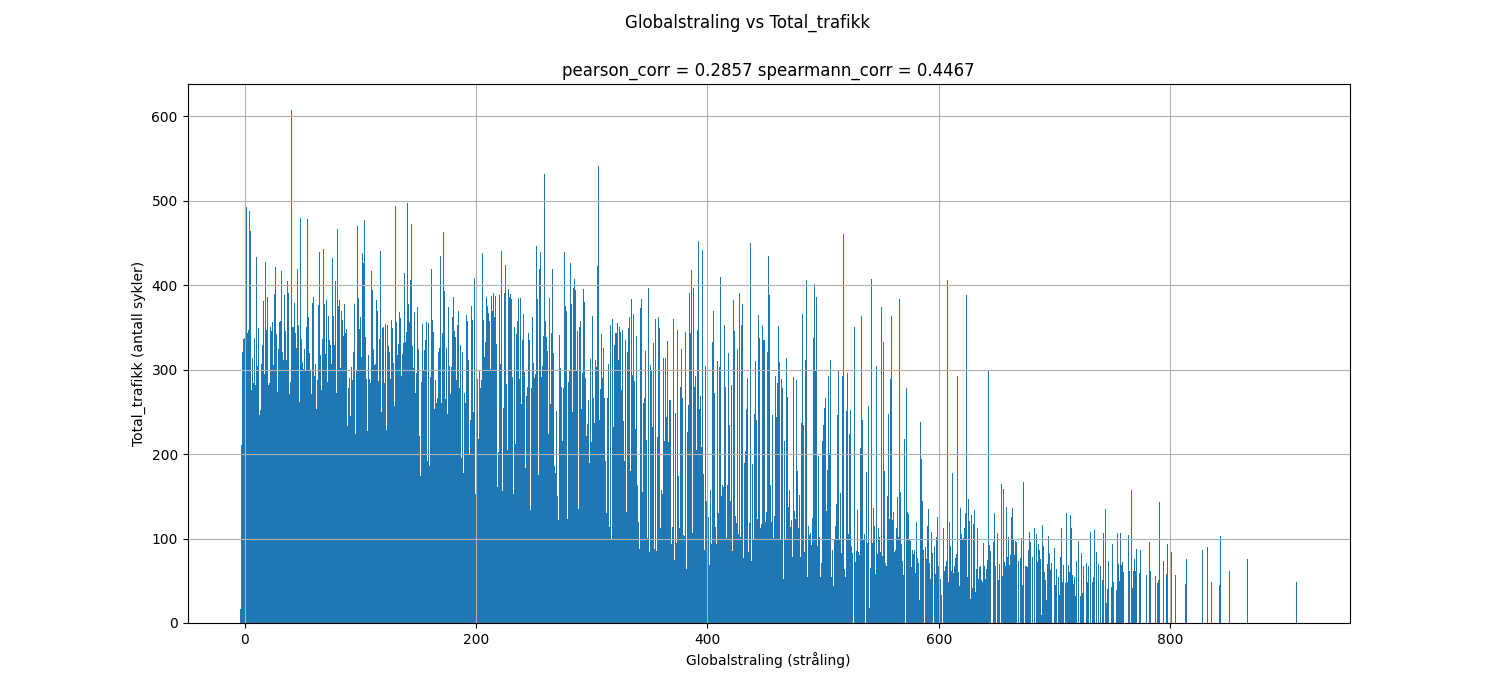 Globalstraling vs Total_trafikk
pearson_corr = 0.2857 spearmann_corr = 0.4467
600
500
400
300
200
100
0
Total_trafikk (antall sykler)
0 200 400 600 800
Globalstraling (stråling)